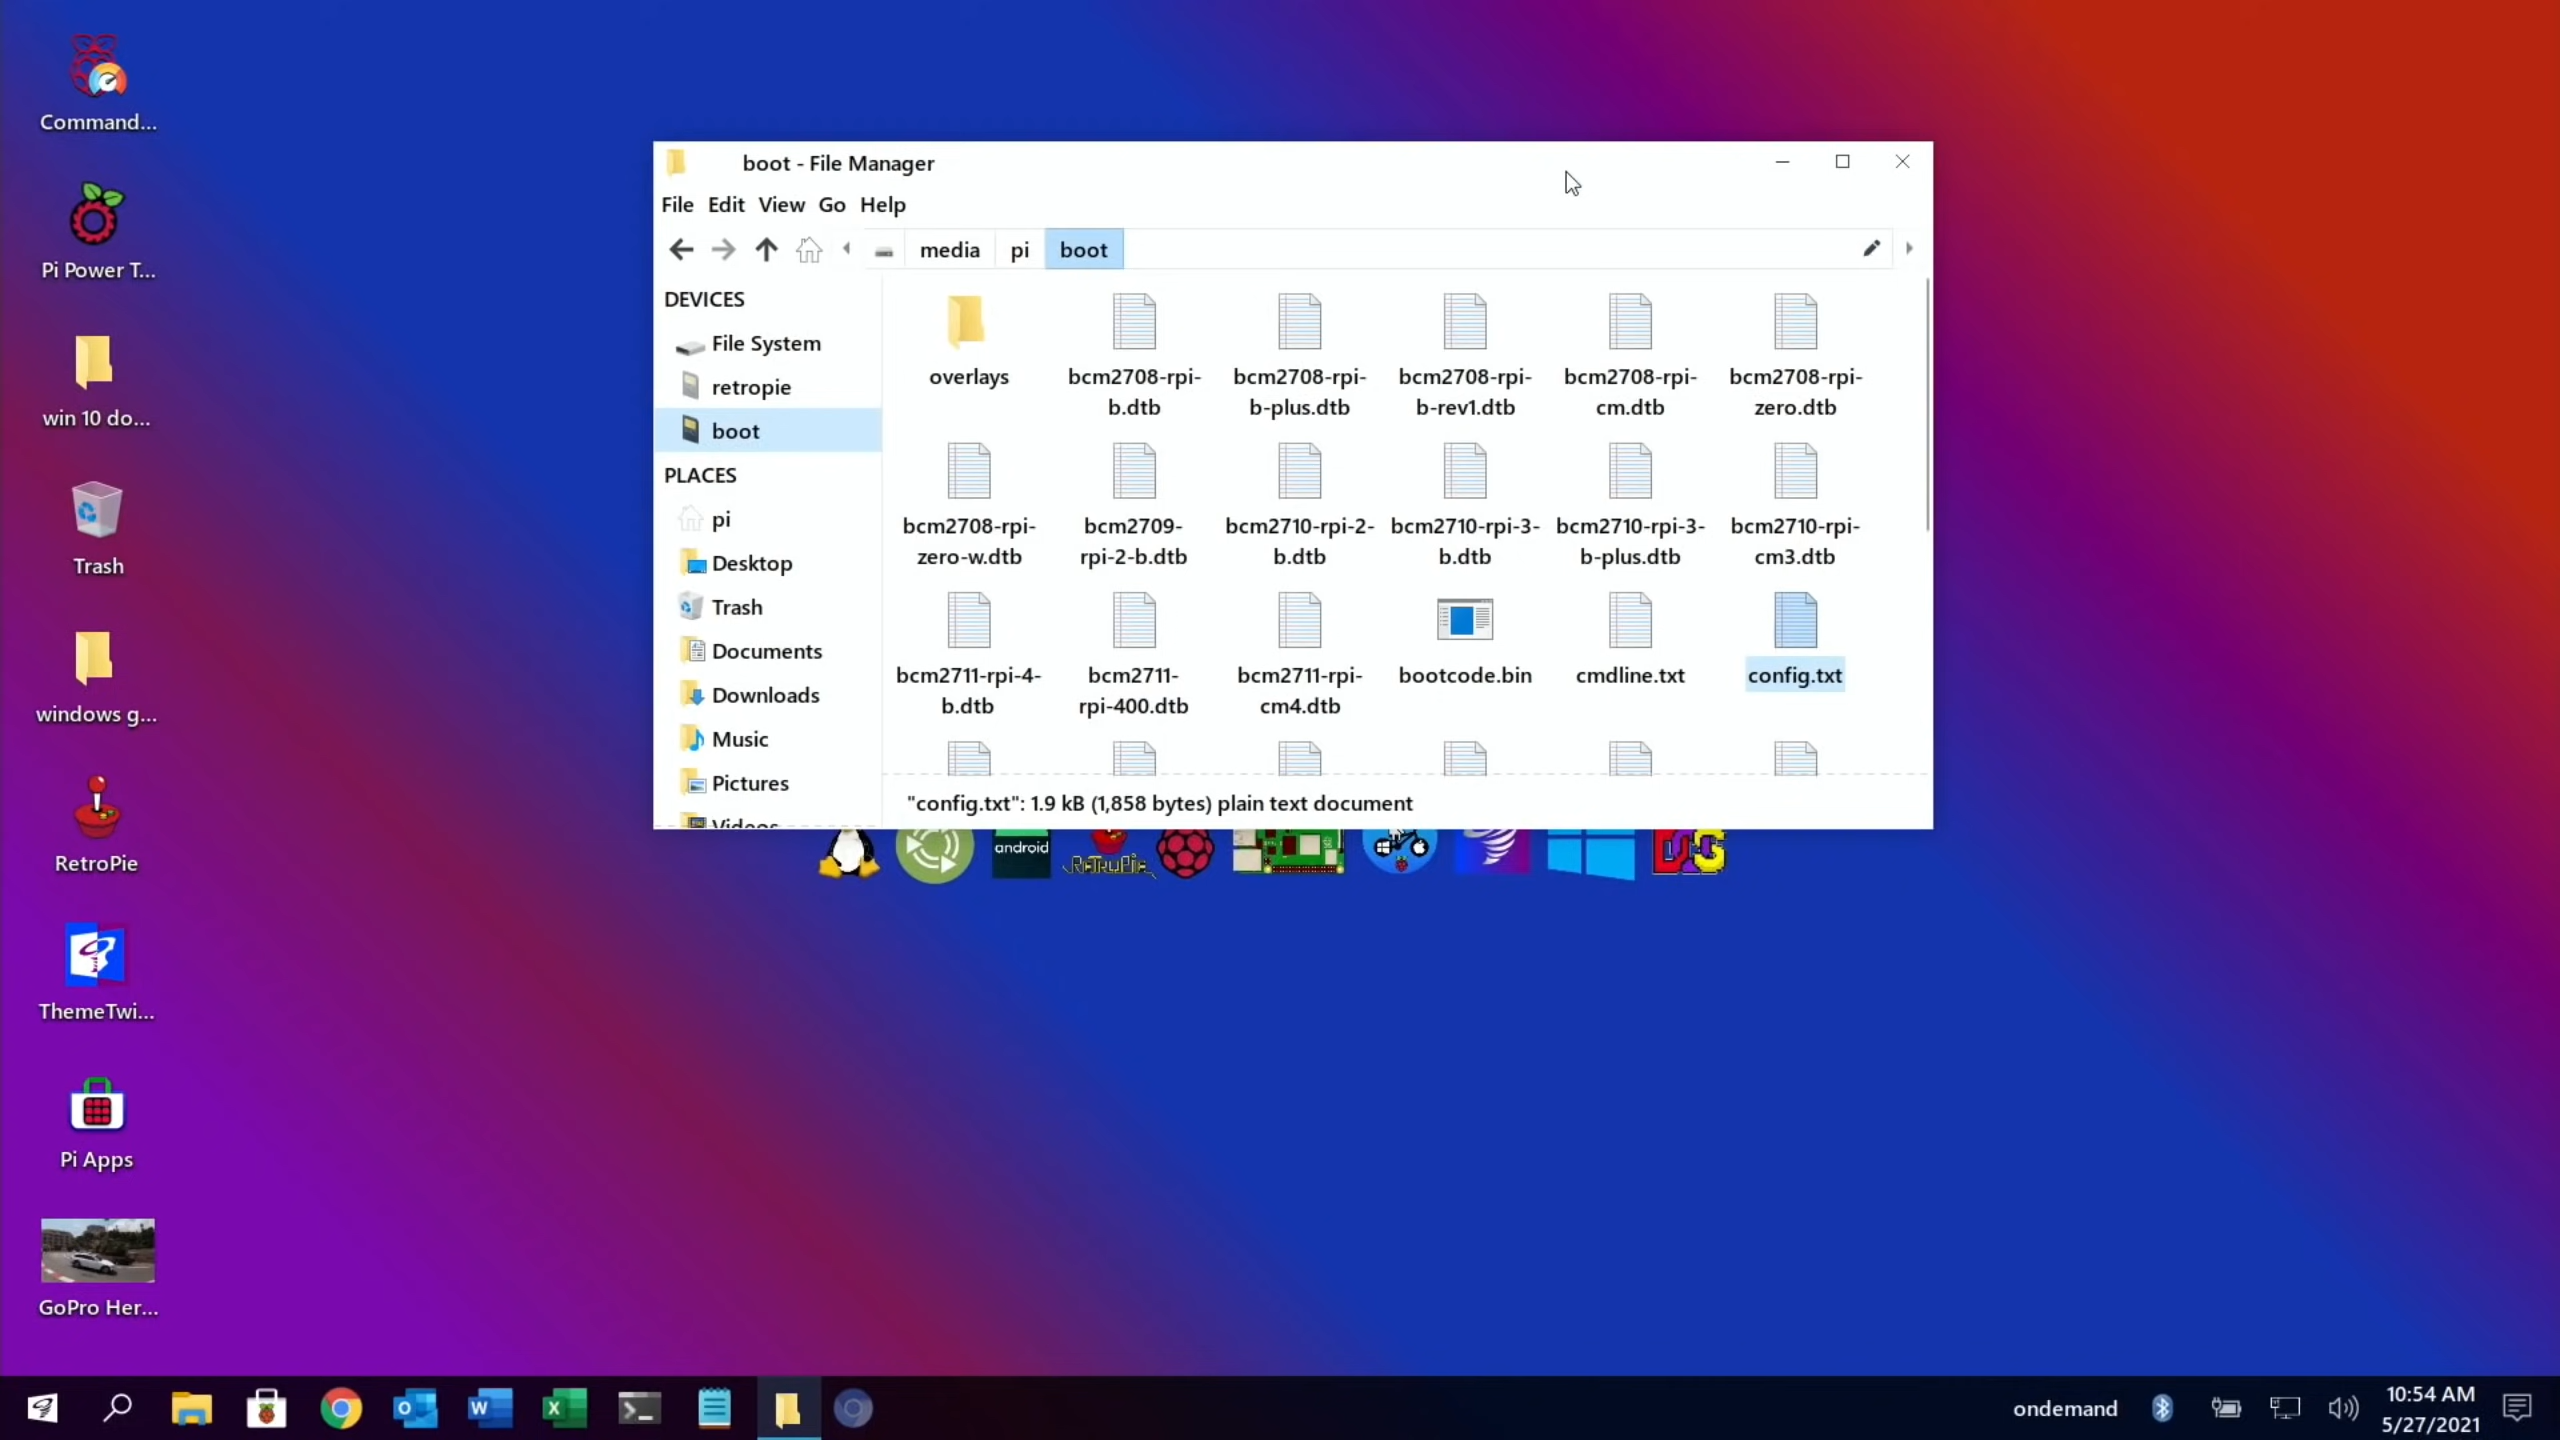 Command...
Pi Power T...
win 10 do...
Trash
windows g...
RetroPie
ThemeTwi...
Pi Apps
GoPro Her...
boot - File Manager
File Edit View Go Help
media pi boot
DEVICES
File System
retropie
boot
PLACES
pi
Desktop
Trash
Documents
Downloads
Music
Pictures
Videos
overlays
bcm2708-rpi-
b.dtb
bcm2708-rpi-
b-plus.dtb
bcm2708-rpi-
b-rev1.dtb
bcm2708-rpi-
cm.dtb
bcm2708-rpi-
zero.dtb
bcm2708-rpi-
zero-w.dtb
bcm2709-
rpi-2-b.dtb
bcm2710-rpi-2-
b.dtb
bcm2710-rpi-3-
b.dtb
bcm2710-rpi-3-
b-plus.dtb
bcm2710-rpi-
cm3.dtb
bcm2711-rpi-4-
b.dtb
bcm2711-
rpi-400.dtb
bcm2711-rpi-
cm4.dtb
bootcode.bin
cmdline.txt
config.txt
"config.txt": 1.9 kB (1,858 bytes) plain text document
android
RetroPie
ondemand
10:54 AM
5/27/2021